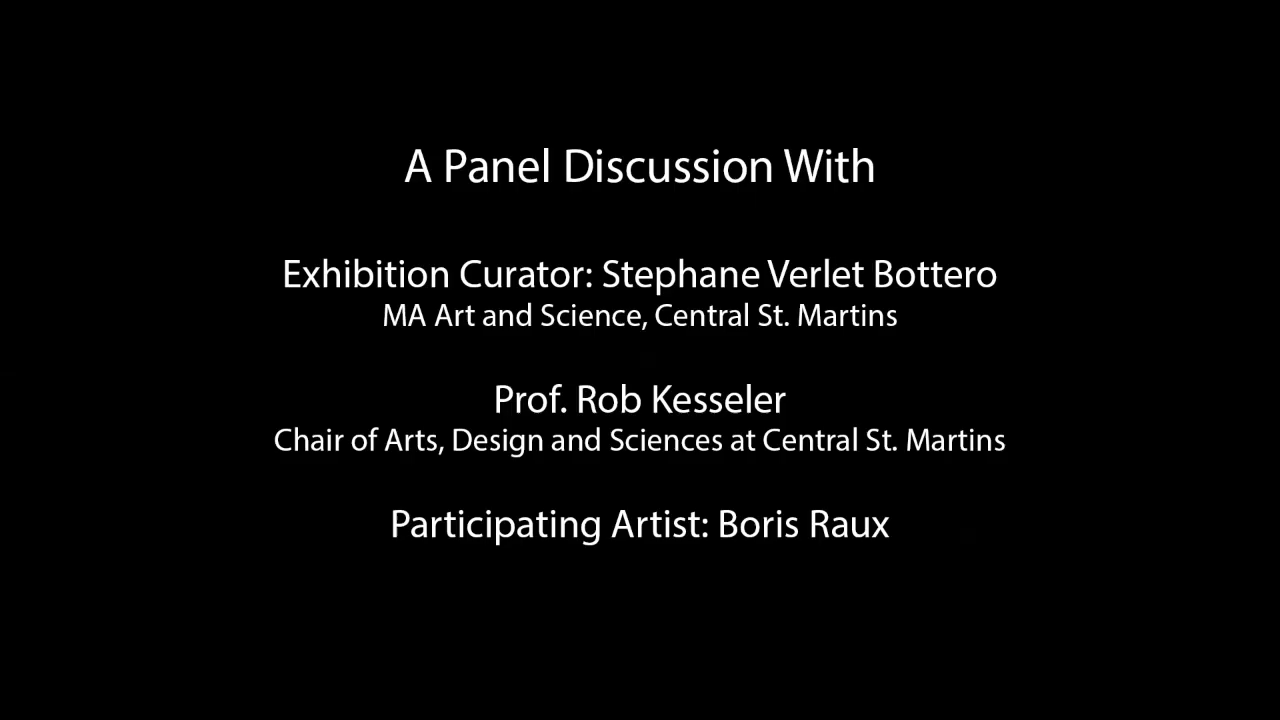 A Panel Discussion With
Exhibition Curator: Stephane Verlet Bottero
MA Art and Science, Central St. Martins
Prof. Rob Kesseler
Chair of Arts, Design and Sciences at Central St. Martins
Participating Artist: Boris Raux